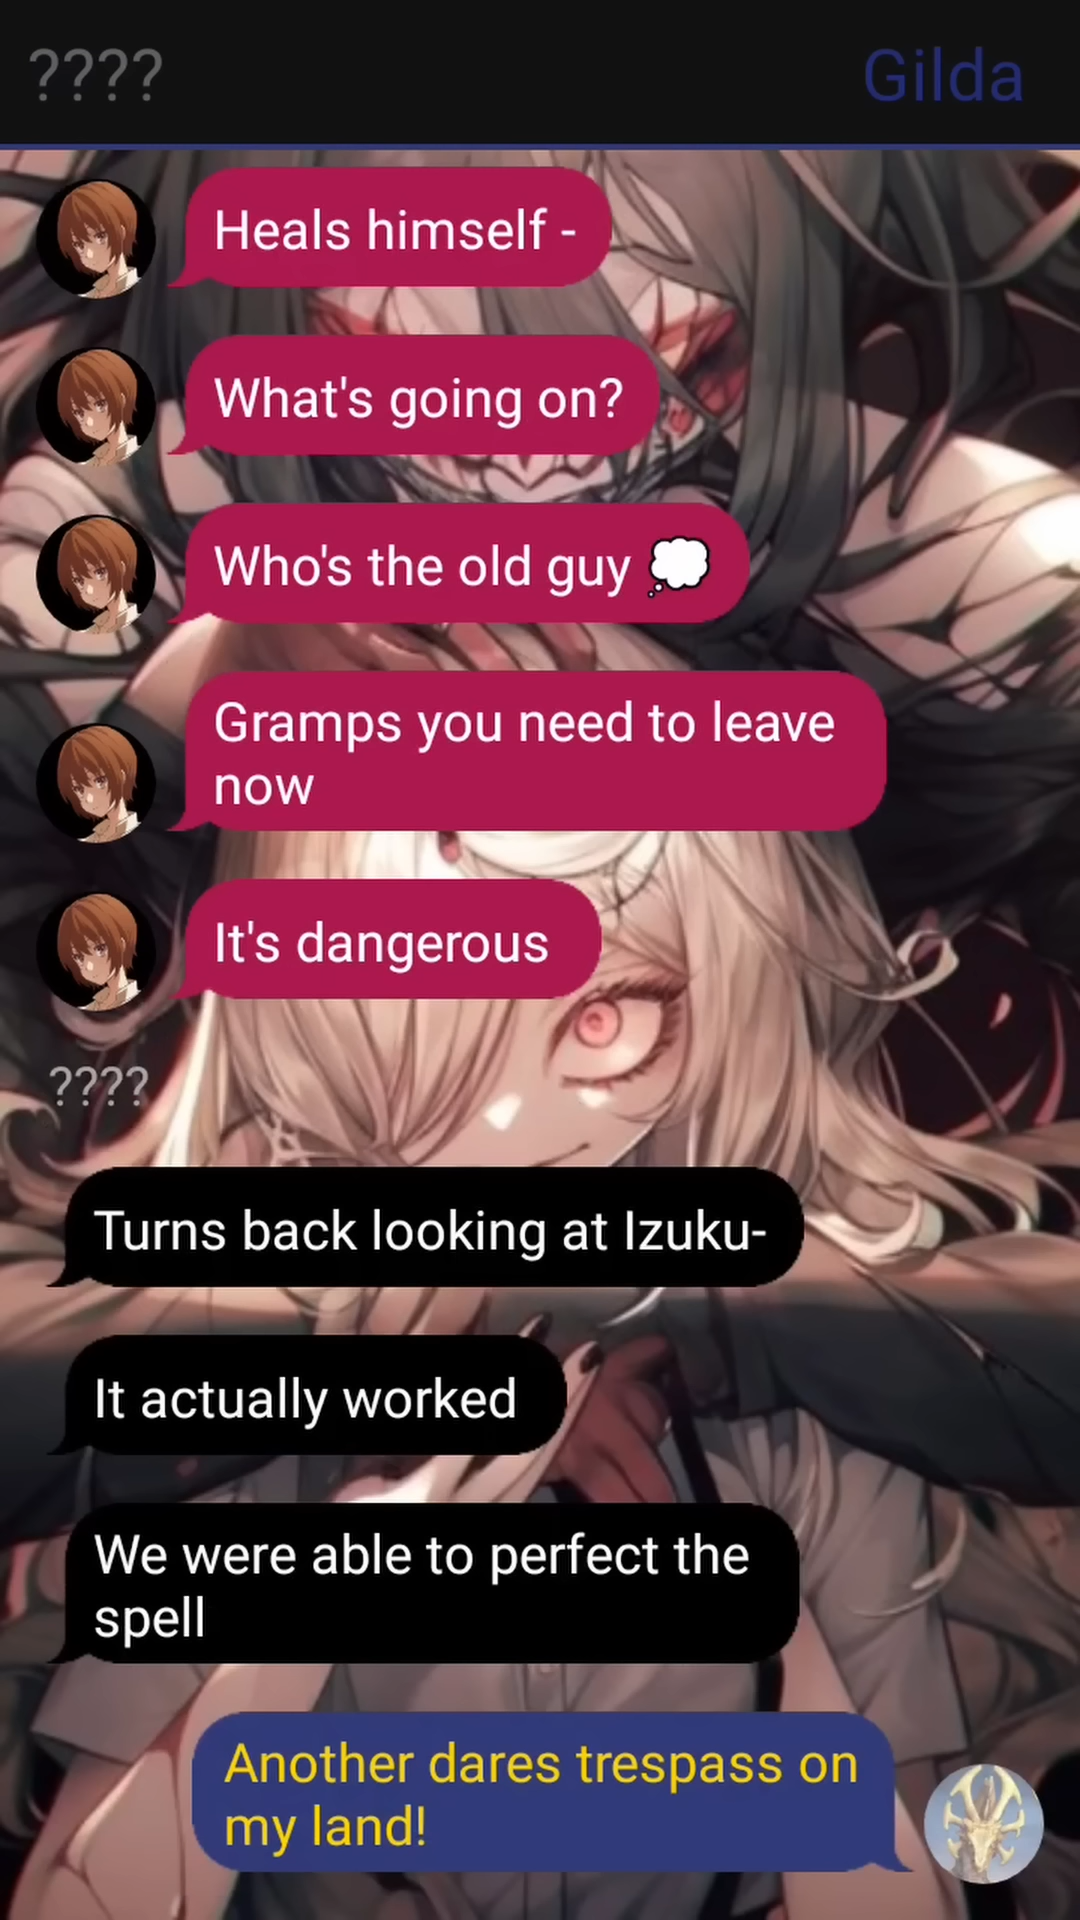 ????
Gilda
Heals himself -
What's going on?
Who's the old guy 💭
Gramps you need to leave
now
It's dangerous
????
Turns back looking at Izuku-
It actually worked
We were able to perfect the
spell
Another dares trespass on
my land!